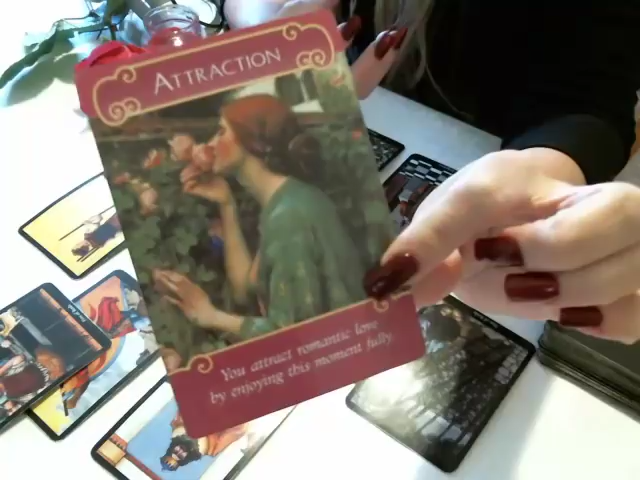 ATTRACTION
You attract romantic love
by enjoying this moment fully.